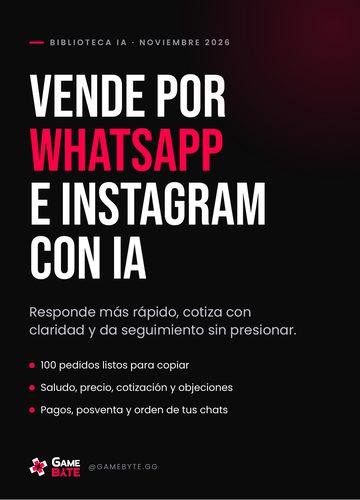 BIBLIOTECA IA · NOVIEMBRE 2026
VENDE POR
WHATSAPP
E INSTAGRAM
CON IA
Responde más rápido, cotiza con
claridad y da seguimiento sin presionar.
100 pedidos listos para copiar
Saludo, precio, cotización y objeciones
Pagos, posventa y orden de tus chats
GAME
BATE
@GAMEBYTE.GG